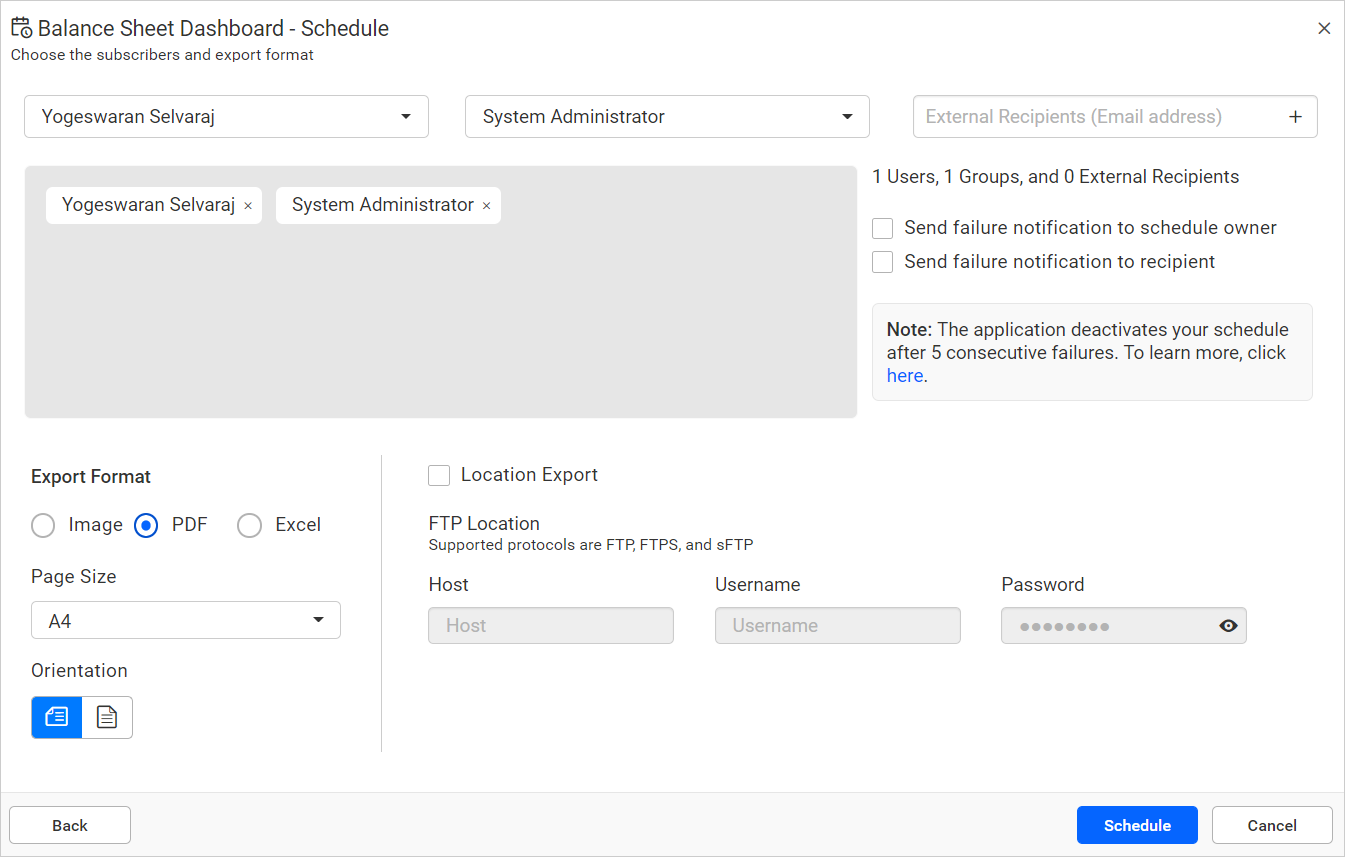 Balance Sheet Dashboard - Schedule
Choose the subscribers and export format
Yogeswaran Selvaraj
System Administrator
External Recipients (Email address)
Yogeswaran Selvaraj ×
System Administrator ×
1 Users, 1 Groups, and 0 External Recipients
Send failure notification to schedule owner
Send failure notification to recipient
Note: The application deactivates your schedule
after 5 consecutive failures. To learn more, click
here.
Export Format
Image
PDF
Excel
Page Size
A4
Orientation
Location Export
FTP Location
Supported protocols are FTP, FTPS, and sFTP
Host
Username
Password
Host
Username
Back
Schedule
Cancel